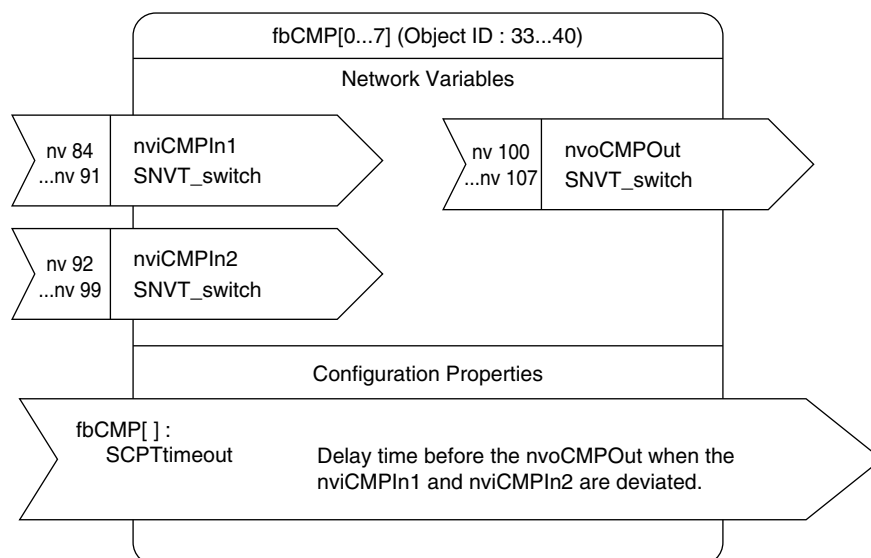 fbCMP[0...7] (Object ID : 33...40)
Network Variables
nv 84
...nv 91
nviCMPIn1
SNVT_switch
nv 100
...nv 107
nvoCMPOut
SNVT_switch
nv 92
...nv 99
nviCMPIn2
SNVT_switch
Configuration Properties
fbCMP[ ] :
SCPTtimeout
Delay time before the nvoCMPOut when the
nviCMPIn1 and nviCMPIn2 are deviated.